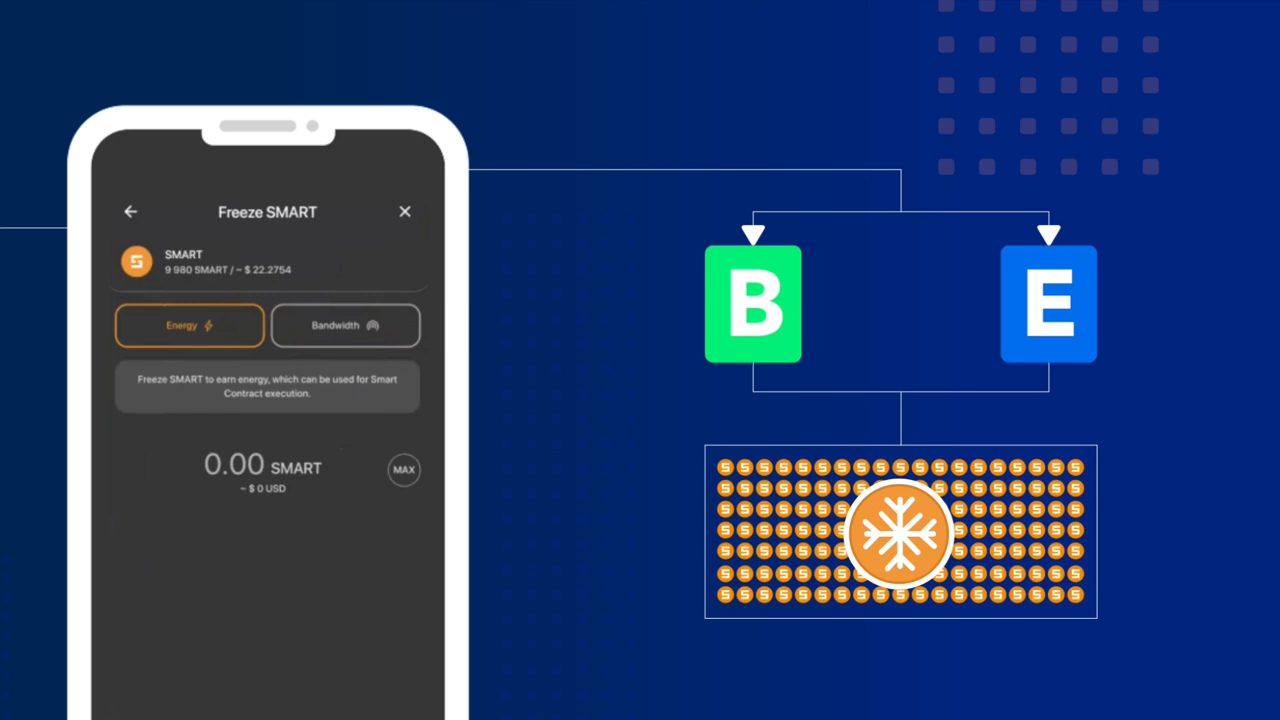 Freeze SMART
SMART
9 980 SMART / ~ $ 22.2754
Energy
Bandwidth
Freeze SMART to earn energy, which can be used for Smart
Contract execution.
0.00 SMART
MAX
~ $ 0 USD
B
E